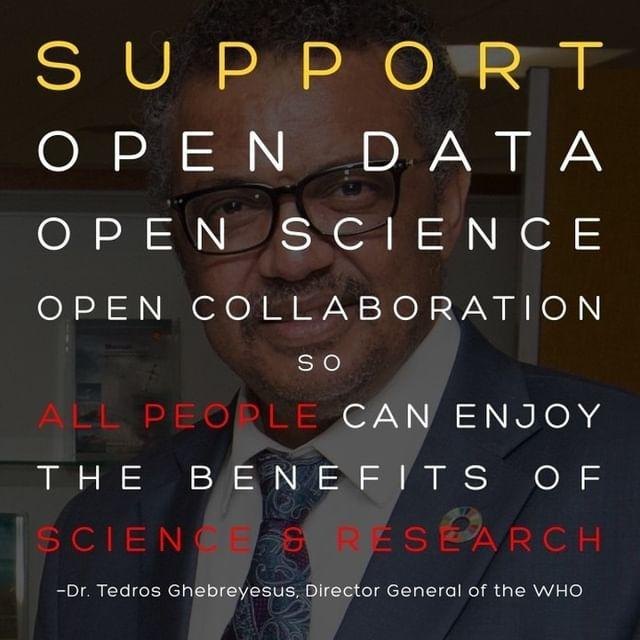 SUPPORT
OPEN DATA
OPEN SCIENCE
OPEN COLLABORATION
SO
ALL PEOPLE CAN ENJOY
THE BENEFITS OF
SCIENCE & RESEARCH
–Dr. Tedros Ghebreyesus, Director General of the WHO